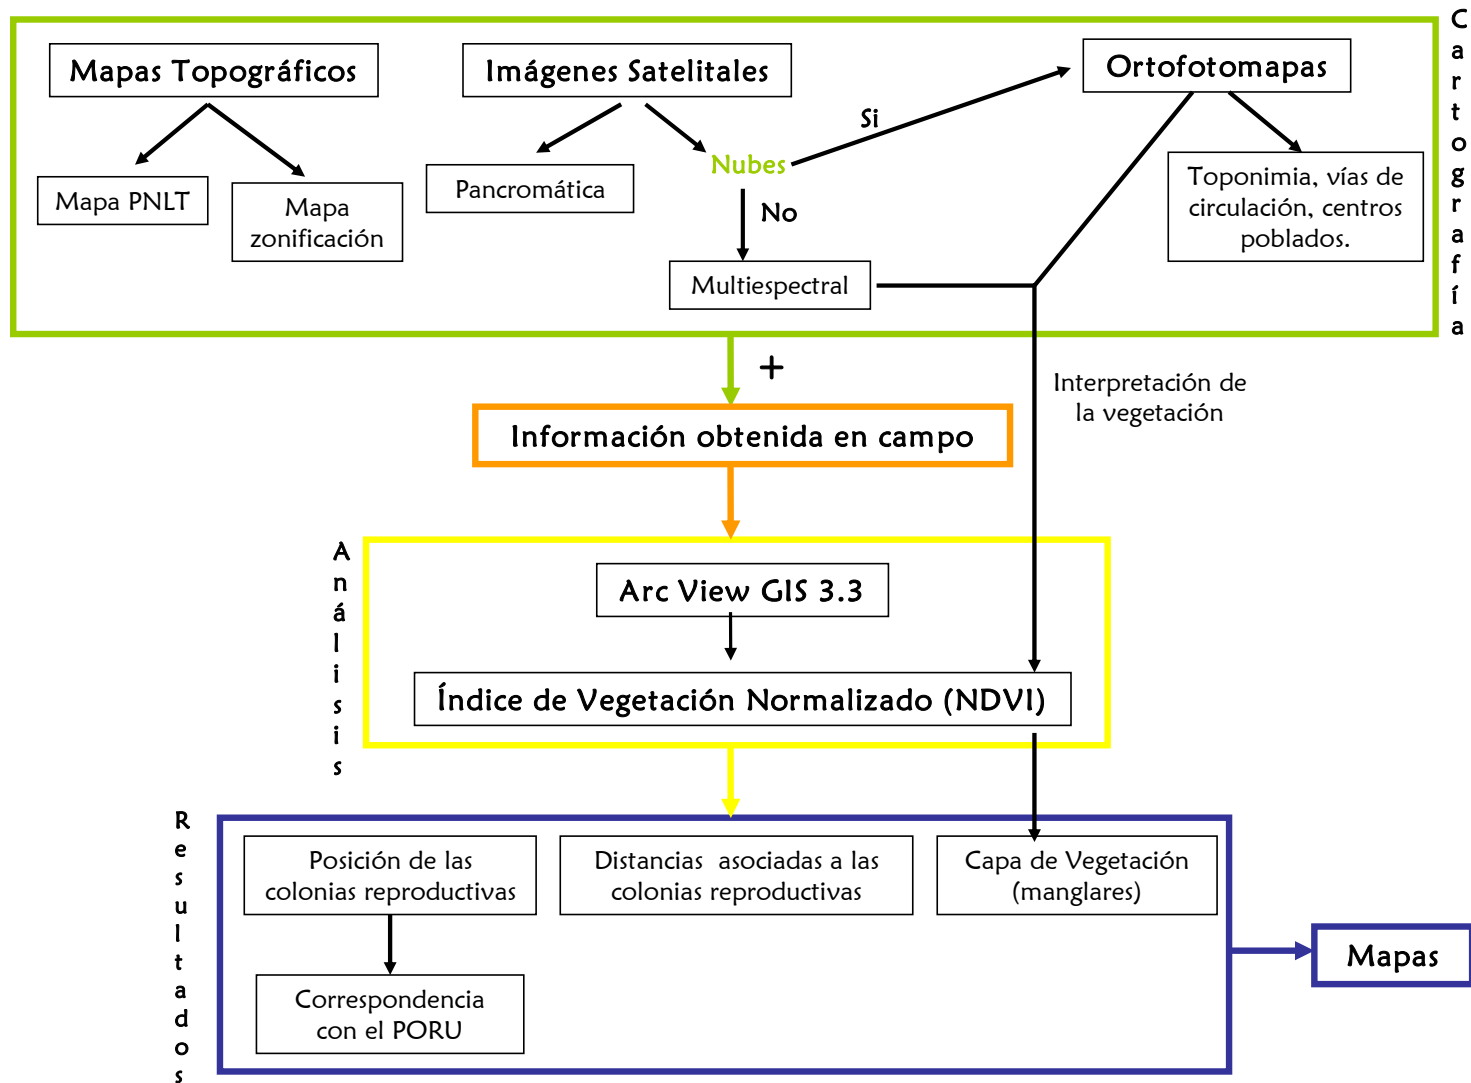 Cartografía
Mapas Topográficos
Imágenes Satelitales
Ortofotomapas
Si
Nubes
Mapa PNLT
Mapa
zonificación
Pancromática
No
Toponimia, vías de
circulación, centros
poblados.
Multiespectral
+
Interpretación de
la vegetación
Información obtenida en campo
Análisis
Arc View GIS 3.3
Índice de Vegetación Normalizado (NDVI)
Resultados
Posición de las
colonias reproductivas
Distancias asociadas a las
colonias reproductivas
Capa de Vegetación
(manglares)
Correspondencia
con el PORU
Mapas